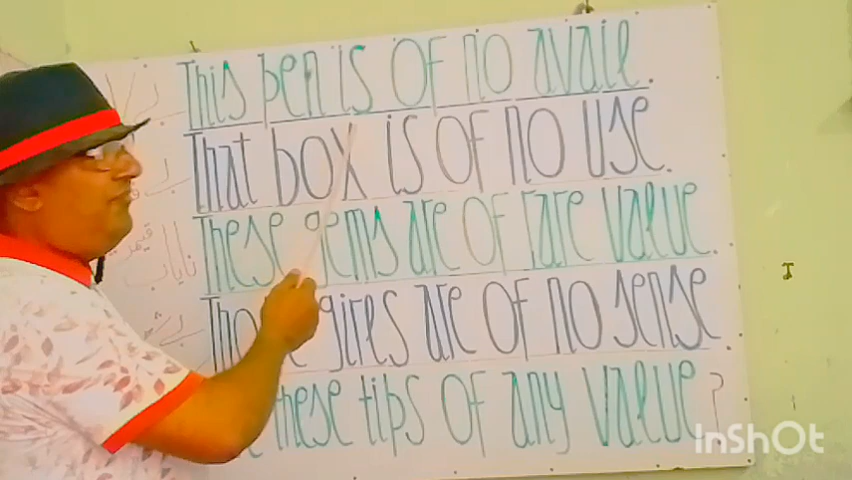 This pen is of no avail.
That box is of no use.
These gems are of rare value.
نایاب
girls are of no sense.
these tips of any value?
InShOt